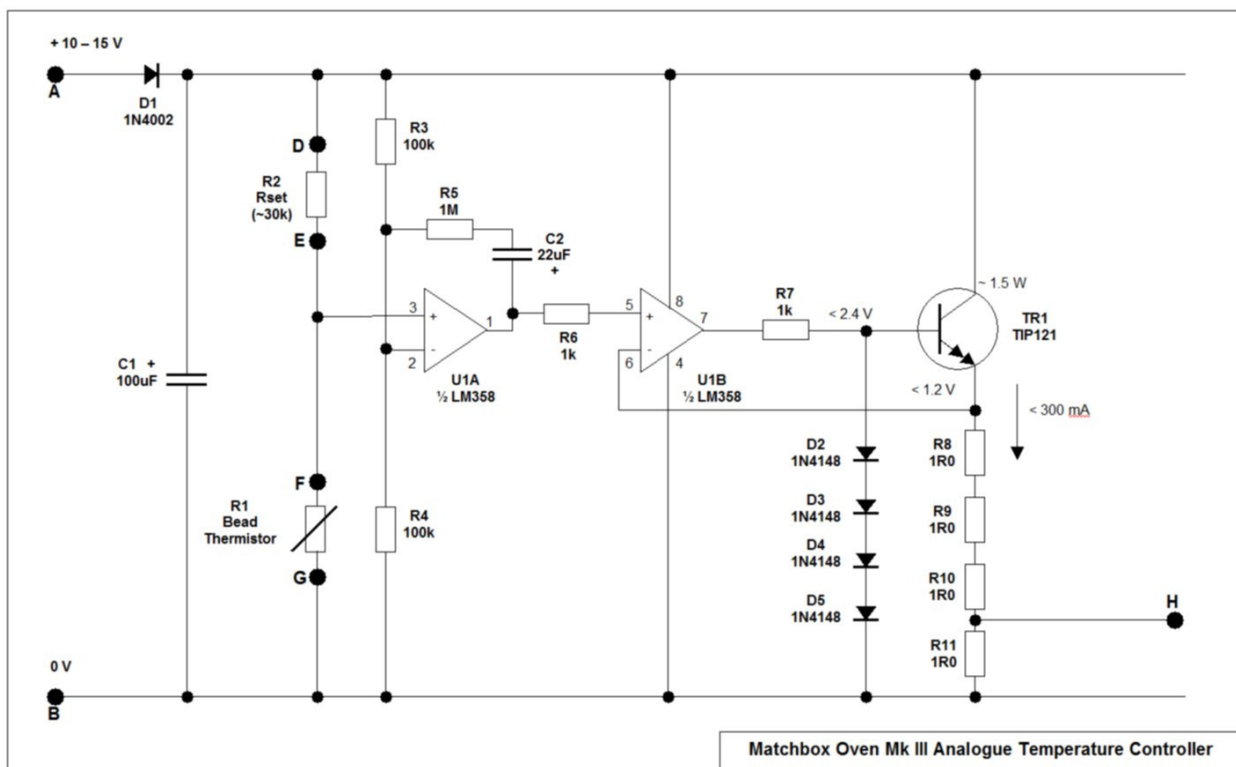 + 10 – 15 V
A
D1
1N4002
D
R2
Rset
(~30k)
E
R3
100k
R5
1M
C2
22uF
+
~ 1.5 W
TR1
TIP121
3
+
-
2
1
U1A
½ LM358
R6
1k
5
+
-
6
8
7
4
U1B
½ LM358
R7
1k
< 2.4 V
< 1.2 V
< 300 mA
C1 +
100uF
F
R1
Bead
Thermistor
G
R4
100k
D2
1N4148
D3
1N4148
D4
1N4148
D5
1N4148
R8
1R0
R9
1R0
R10
1R0
H
R11
1R0
0 V
B
Matchbox Oven Mk III Analogue Temperature Controller